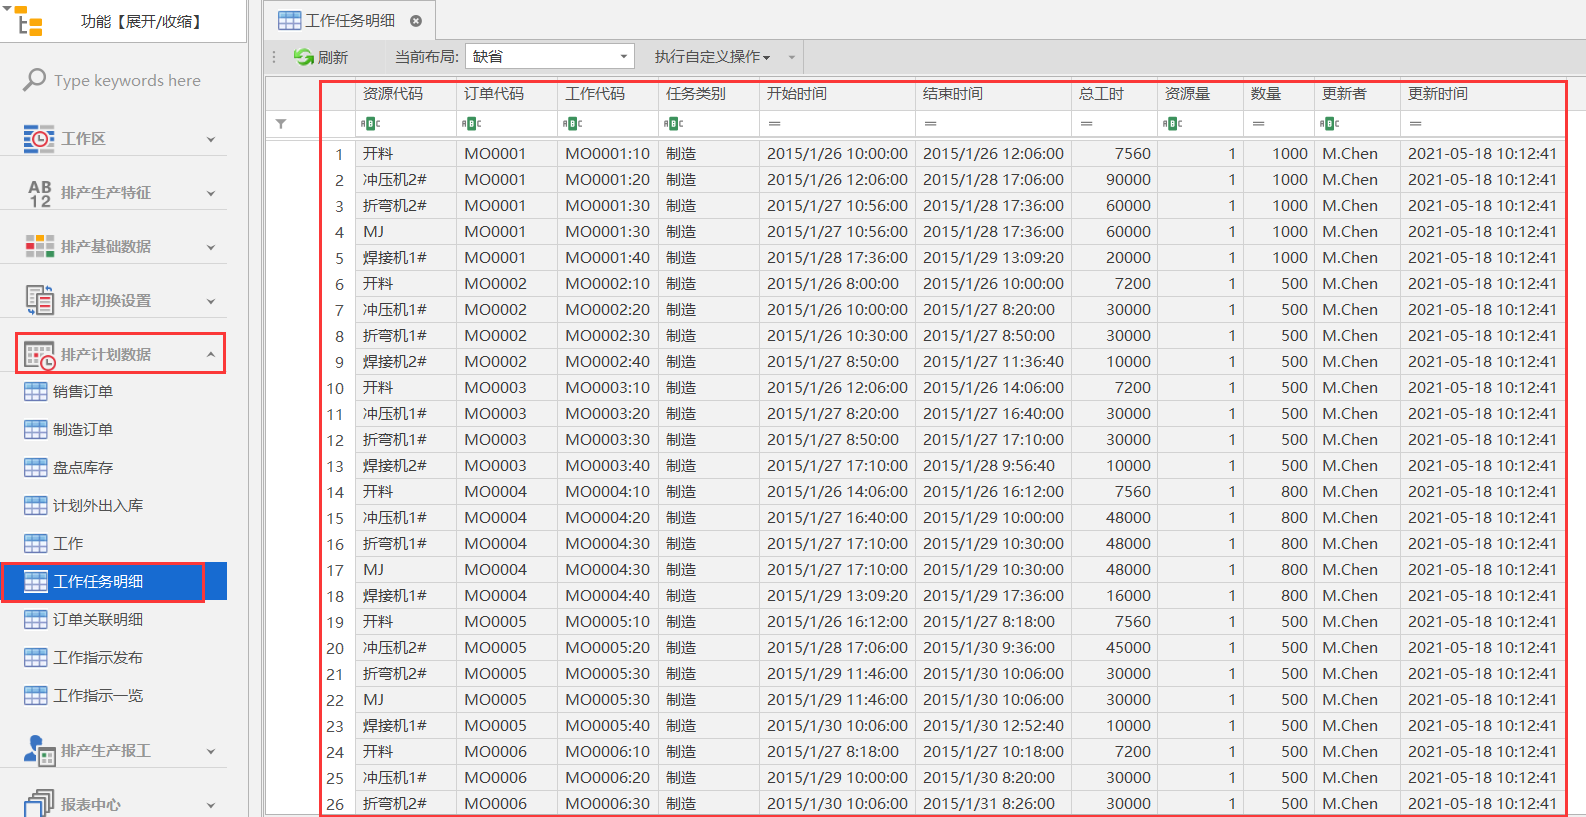 功能【展开/收缩】
Type keywords here
工作区
排产生产特征
排产基础数据
排产切换设置
排产计划数据
销售订单
制造订单
盘点库存
计划外出入库
工作
工作任务明细
订单关联明细
工作指示发布
工作指示一览
排产生产报工
报表中心
工作任务明细
刷新 当前布局: 缺省 执行自定义操作
资源代码 订单代码 工作代码 任务类别 开始时间 结束时间 总工时 资源量 数量 更新者 更新时间
ABC ABC ABC ABC = = = ABC = ABC =
1 开料 MO0001 MO0001:10 制造 2015/1/26 10:00:00 2015/1/26 12:06:00 7560 1 1000 M.Chen 2021-05-18 10:12:41
2 冲压机2# MO0001 MO0001:20 制造 2015/1/26 12:06:00 2015/1/28 17:06:00 90000 1 1000 M.Chen 2021-05-18 10:12:41
3 折弯机2# MO0001 MO0001:30 制造 2015/1/27 10:56:00 2015/1/28 17:36:00 60000 1 1000 M.Chen 2021-05-18 10:12:41
4 MJ MO0001 MO0001:30 制造 2015/1/27 10:56:00 2015/1/28 17:36:00 60000 1 1000 M.Chen 2021-05-18 10:12:41
5 焊接机1# MO0001 MO0001:40 制造 2015/1/28 17:36:00 2015/1/29 13:09:20 20000 1 1000 M.Chen 2021-05-18 10:12:41
6 开料 MO0002 MO0002:10 制造 2015/1/26 8:00:00 2015/1/26 10:00:00 7200 1 500 M.Chen 2021-05-18 10:12:41
7 冲压机1# MO0002 MO0002:20 制造 2015/1/26 10:00:00 2015/1/27 8:20:00 30000 1 500 M.Chen 2021-05-18 10:12:41
8 折弯机1# MO0002 MO0002:30 制造 2015/1/26 10:30:00 2015/1/27 8:50:00 30000 1 500 M.Chen 2021-05-18 10:12:41
9 焊接机2# MO0002 MO0002:40 制造 2015/1/27 8:50:00 2015/1/27 11:36:40 10000 1 500 M.Chen 2021-05-18 10:12:41
10 开料 MO0003 MO0003:10 制造 2015/1/26 12:06:00 2015/1/26 14:06:00 7200 1 500 M.Chen 2021-05-18 10:12:41
11 冲压机1# MO0003 MO0003:20 制造 2015/1/27 8:20:00 2015/1/27 16:40:00 30000 1 500 M.Chen 2021-05-18 10:12:41
12 折弯机1# MO0003 MO0003:30 制造 2015/1/27 8:50:00 2015/1/27 17:10:00 30000 1 500 M.Chen 2021-05-18 10:12:41
13 焊接机2# MO0003 MO0003:40 制造 2015/1/27 17:10:00 2015/1/28 9:56:40 10000 1 500 M.Chen 2021-05-18 10:12:41
14 开料 MO0004 MO0004:10 制造 2015/1/26 14:06:00 2015/1/26 16:12:00 7560 1 800 M.Chen 2021-05-18 10:12:41
15 冲压机1# MO0004 MO0004:20 制造 2015/1/27 16:40:00 2015/1/29 10:00:00 48000 1 800 M.Chen 2021-05-18 10:12:41
16 折弯机1# MO0004 MO0004:30 制造 2015/1/27 17:10:00 2015/1/29 10:30:00 48000 1 800 M.Chen 2021-05-18 10:12:41
17 MJ MO0004 MO0004:30 制造 2015/1/27 17:10:00 2015/1/29 10:30:00 48000 1 800 M.Chen 2021-05-18 10:12:41
18 焊接机1# MO0004 MO0004:40 制造 2015/1/29 13:09:20 2015/1/29 17:36:00 16000 1 800 M.Chen 2021-05-18 10:12:41
19 开料 MO0005 MO0005:10 制造 2015/1/26 16:12:00 2015/1/27 8:18:00 7560 1 500 M.Chen 2021-05-18 10:12:41
20 冲压机2# MO0005 MO0005:20 制造 2015/1/28 17:06:00 2015/1/30 9:36:00 45000 1 500 M.Chen 2021-05-18 10:12:41
21 折弯机2# MO0005 MO0005:30 制造 2015/1/29 11:46:00 2015/1/30 10:06:00 30000 1 500 M.Chen 2021-05-18 10:12:41
22 MJ MO0005 MO0005:30 制造 2015/1/29 11:46:00 2015/1/30 10:06:00 30000 1 500 M.Chen 2021-05-18 10:12:41
23 焊接机1# MO0005 MO0005:40 制造 2015/1/30 10:06:00 2015/1/30 12:52:40 10000 1 500 M.Chen 2021-05-18 10:12:41
24 开料 MO0006 MO0006:10 制造 2015/1/27 8:18:00 2015/1/27 10:18:00 7200 1 500 M.Chen 2021-05-18 10:12:41
25 冲压机1# MO0006 MO0006:20 制造 2015/1/29 10:00:00 2015/1/30 8:20:00 30000 1 500 M.Chen 2021-05-18 10:12:41
26 折弯机2# MO0006 MO0006:30 制造 2015/1/30 10:06:00 2015/1/31 8:26:00 30000 1 500 M.Chen 2021-05-18 10:12:41